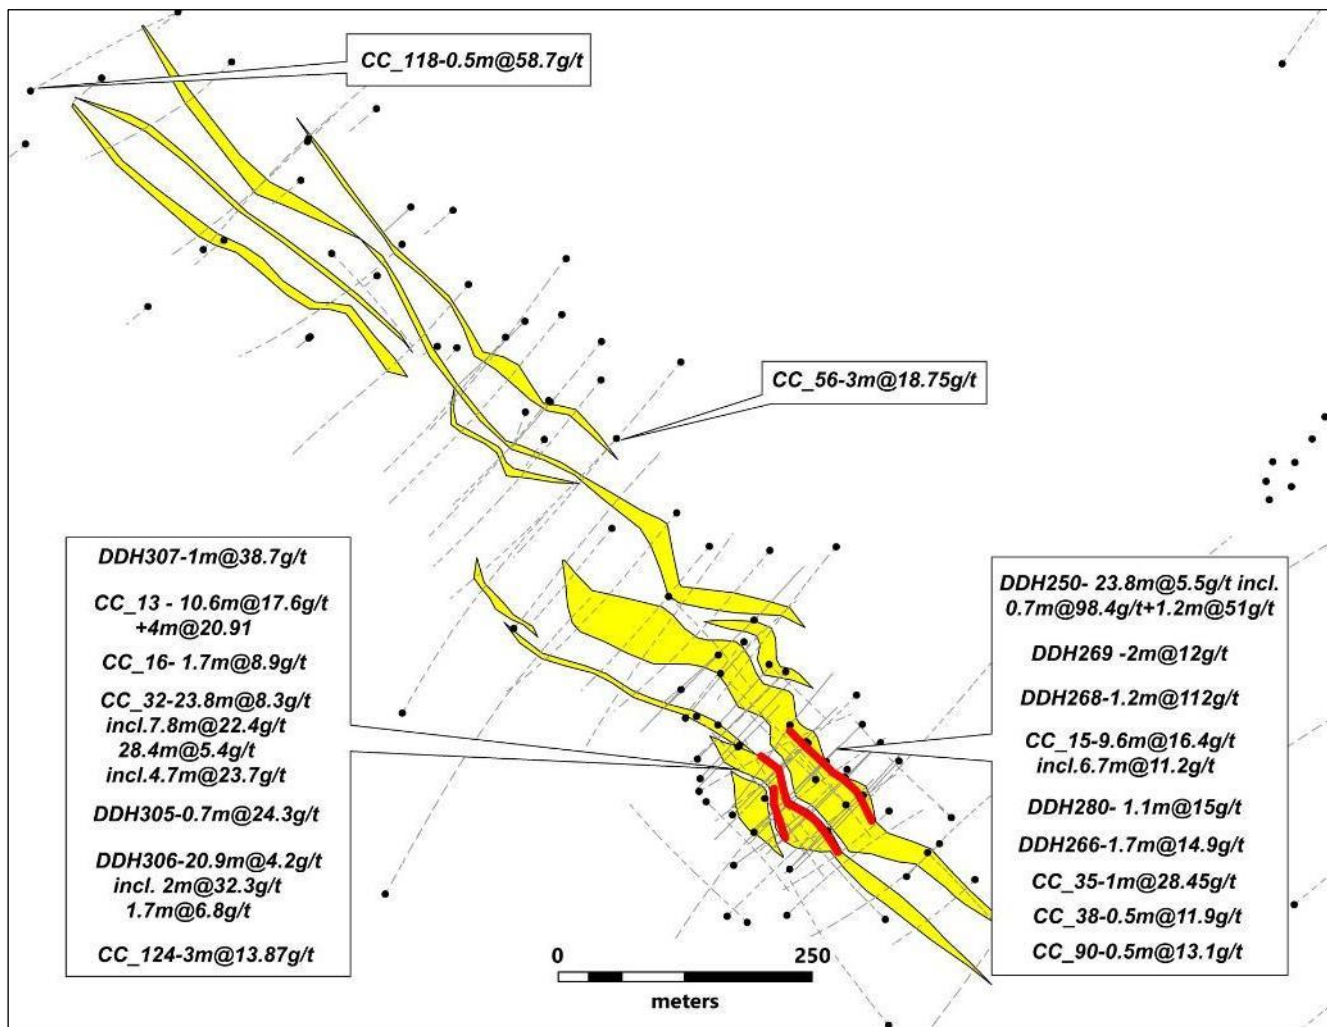 CC_118-0.5m@58.7g/t
CC_56-3m@18.75g/t
DDH307-1m@38.7g/t
CC_13 - 10.6m@17.6g/t
+4m@20.91
CC_16- 1.7m@8.9g/t
CC_32-23.8m@8.3g/t
incl.7.8m@22.4g/t
28.4m@5.4g/t
incl.4.7m@23.7g/t
DDH305-0.7m@24.3g/t
DDH306-20.9m@4.2g/t
incl. 2m@32.3g/t
1.7m@6.8g/t
CC_124-3m@13.87g/t
DDH250- 23.8m@5.5g/t incl.
0.7m@98.4g/t+1.2m@51g/t
DDH269 -2m@12g/t
DDH268-1.2m@112g/t
CC_15-9.6m@16.4g/t
incl.6.7m@11.2g/t
DDH280- 1.1m@15g/t
DDH266-1.7m@14.9g/t
CC_35-1m@28.45g/t
CC_38-0.5m@11.9g/t
CC_90-0.5m@13.1g/t
0 250
meters